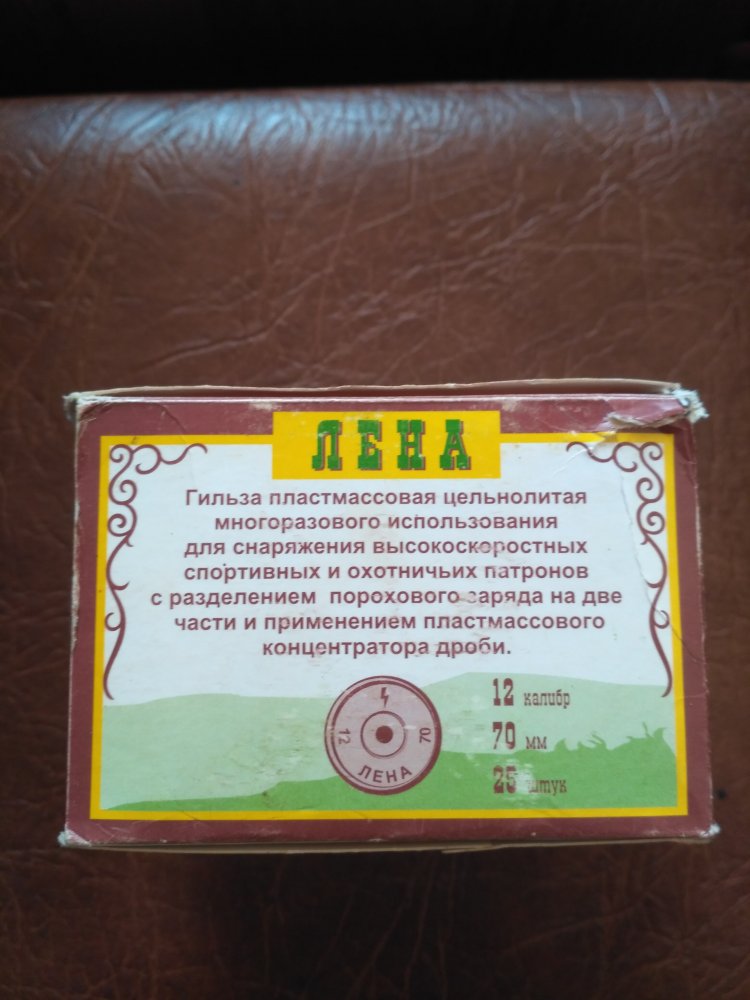 ЛЕНА
Гильза пластмассовая цельнолитая
многоразового использования
для снаряжения высокоскоростных
спортивных и охотничьих патронов
с разделением порохового заряда на две
части и применением пластмассового
концентратора дроби.
12 калибр
70 мм
25 штук
12 70
ЛЕНА